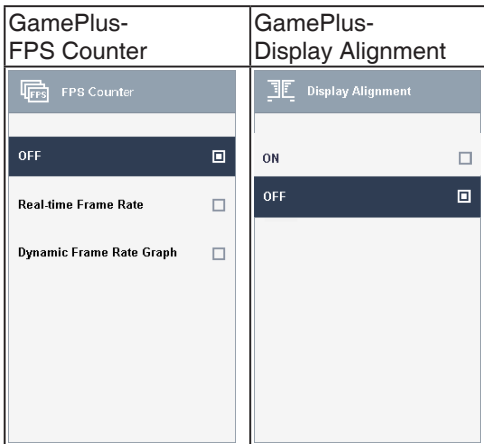 GamePlus-
FPS Counter
FPS
FPS Counter
OFF
Real-time Frame Rate
Dynamic Frame Rate Graph
GamePlus-
Display Alignment
Display Alignment
ON
OFF